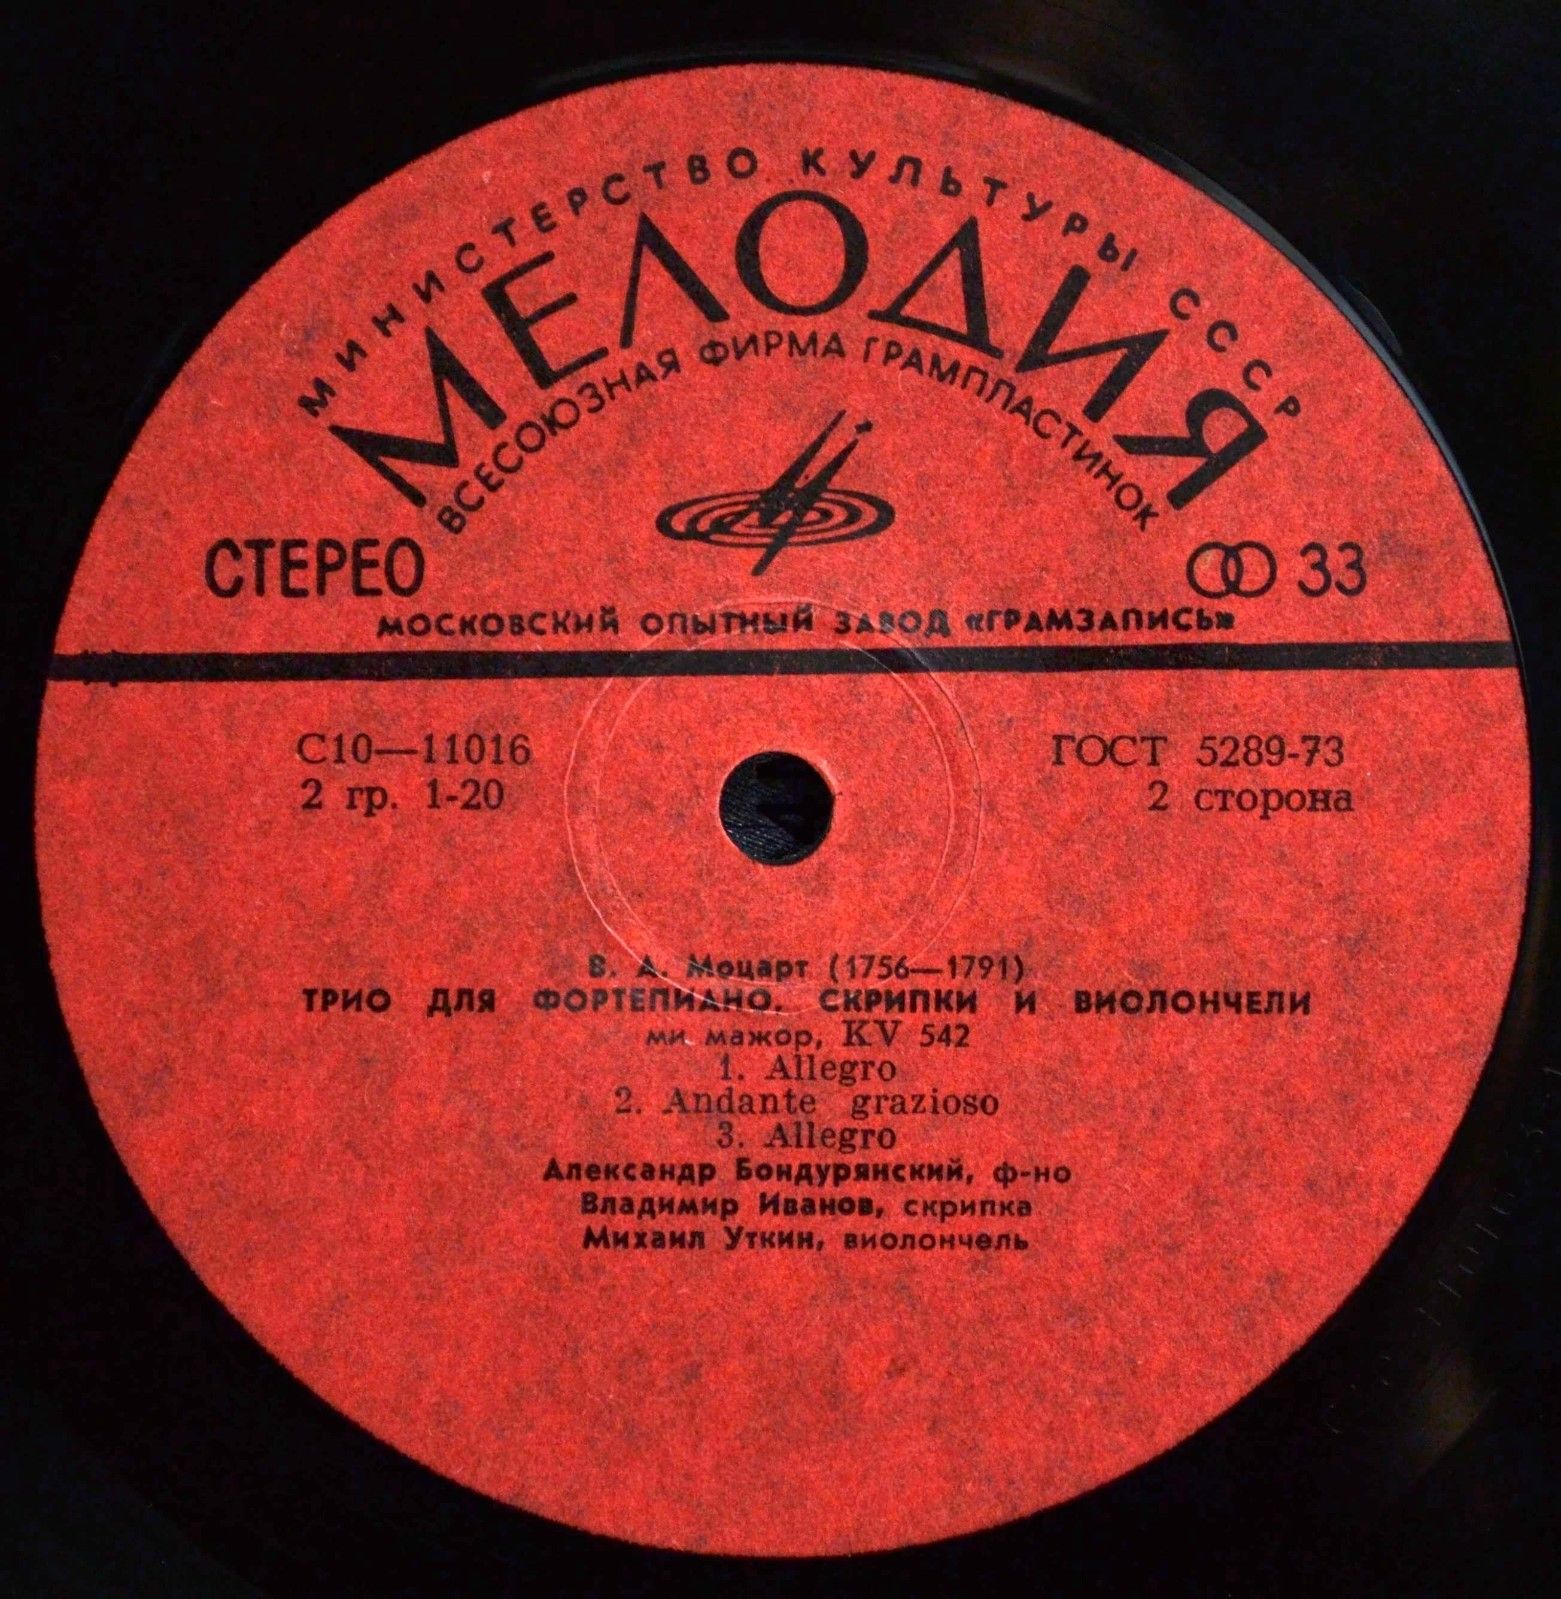 МИНИСТЕРСТВО КУЛЬТУРЫ СССР
МЕЛОДИЯ
ВСЕСОЮЗНАЯ ФИРМА ГРАМПЛАСТИНОК
СТЕРЕО
33
МОСКОВСКИЙ ОПЫТНЫЙ ЗАВОД «ГРАМЗАПИСЬ»
С10—11016
2 гр. 1-20
ГОСТ 5289-73
2 сторона
В. А. Моцарт (1756—1791)
ТРИО ДЛЯ ФОРТЕПИАНО, СКРИПКИ И ВИОЛОНЧЕЛИ
ми мажор, KV 542
1. Allegro
2. Andante grazioso
3. Allegro
Александр Бондурянский, ф-но
Владимир Иванов, скрипка
Михаил Уткин, виолончель